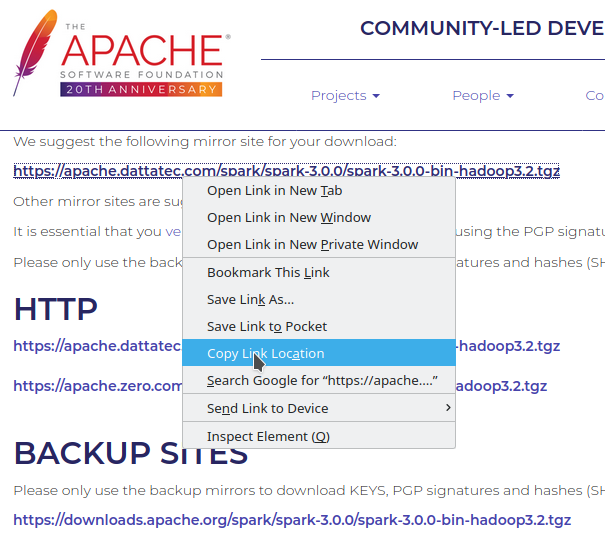 THE
APACHE®
SOFTWARE FOUNDATION
20TH ANNIVERSARY
COMMUNITY-LED DEVE
Projects People Co
We suggest the following mirror site for your download:
https://apache.dattatec.com/spark/spark-3.0.0/spark-3.0.0-bin-hadoop3.2.tgz
Open Link in New Tab
Other mirror sites are su
Open Link in New Window
It is essential that you ve using the PGP signatu
Open Link in New Private Window
Please only use the back natures and hashes (SH
Bookmark This Link
Save Link As...
HTTP
Save Link to Pocket
https://apache.dattatec -hadoop3.2.tgz
Copy Link Location
Search Google for “https://apache....”
https://apache.zero.com adoop3.2.tgz
Send Link to Device
Inspect Element (Q)
BACKUP SITES
Please only use the backup mirrors to download KEYS, PGP signatures and hashes (SH
https://downloads.apache.org/spark/spark-3.0.0/spark-3.0.0-bin-hadoop3.2.tgz